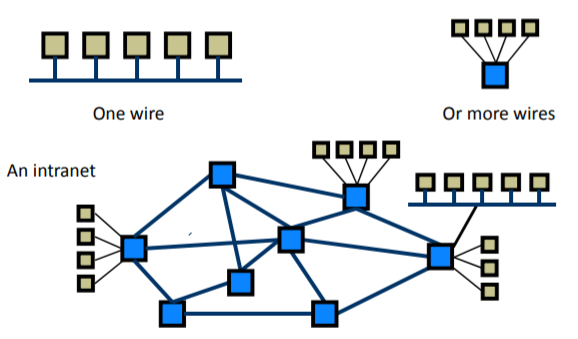 One wire
Or more wires
An intranet